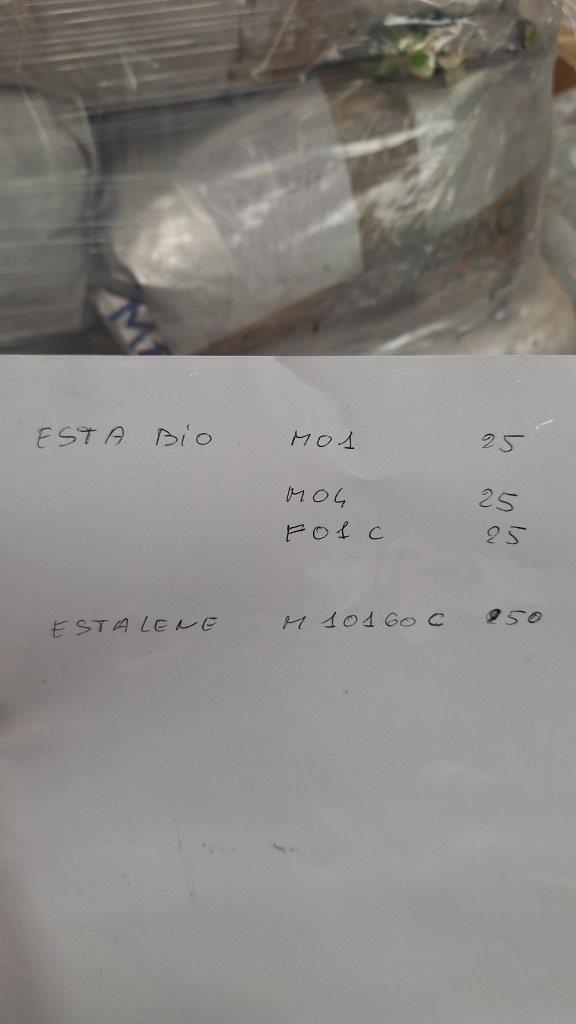 ESTA BiO M01 25
M04 25
F01 C 25
ESTALENE M 10160 C 250